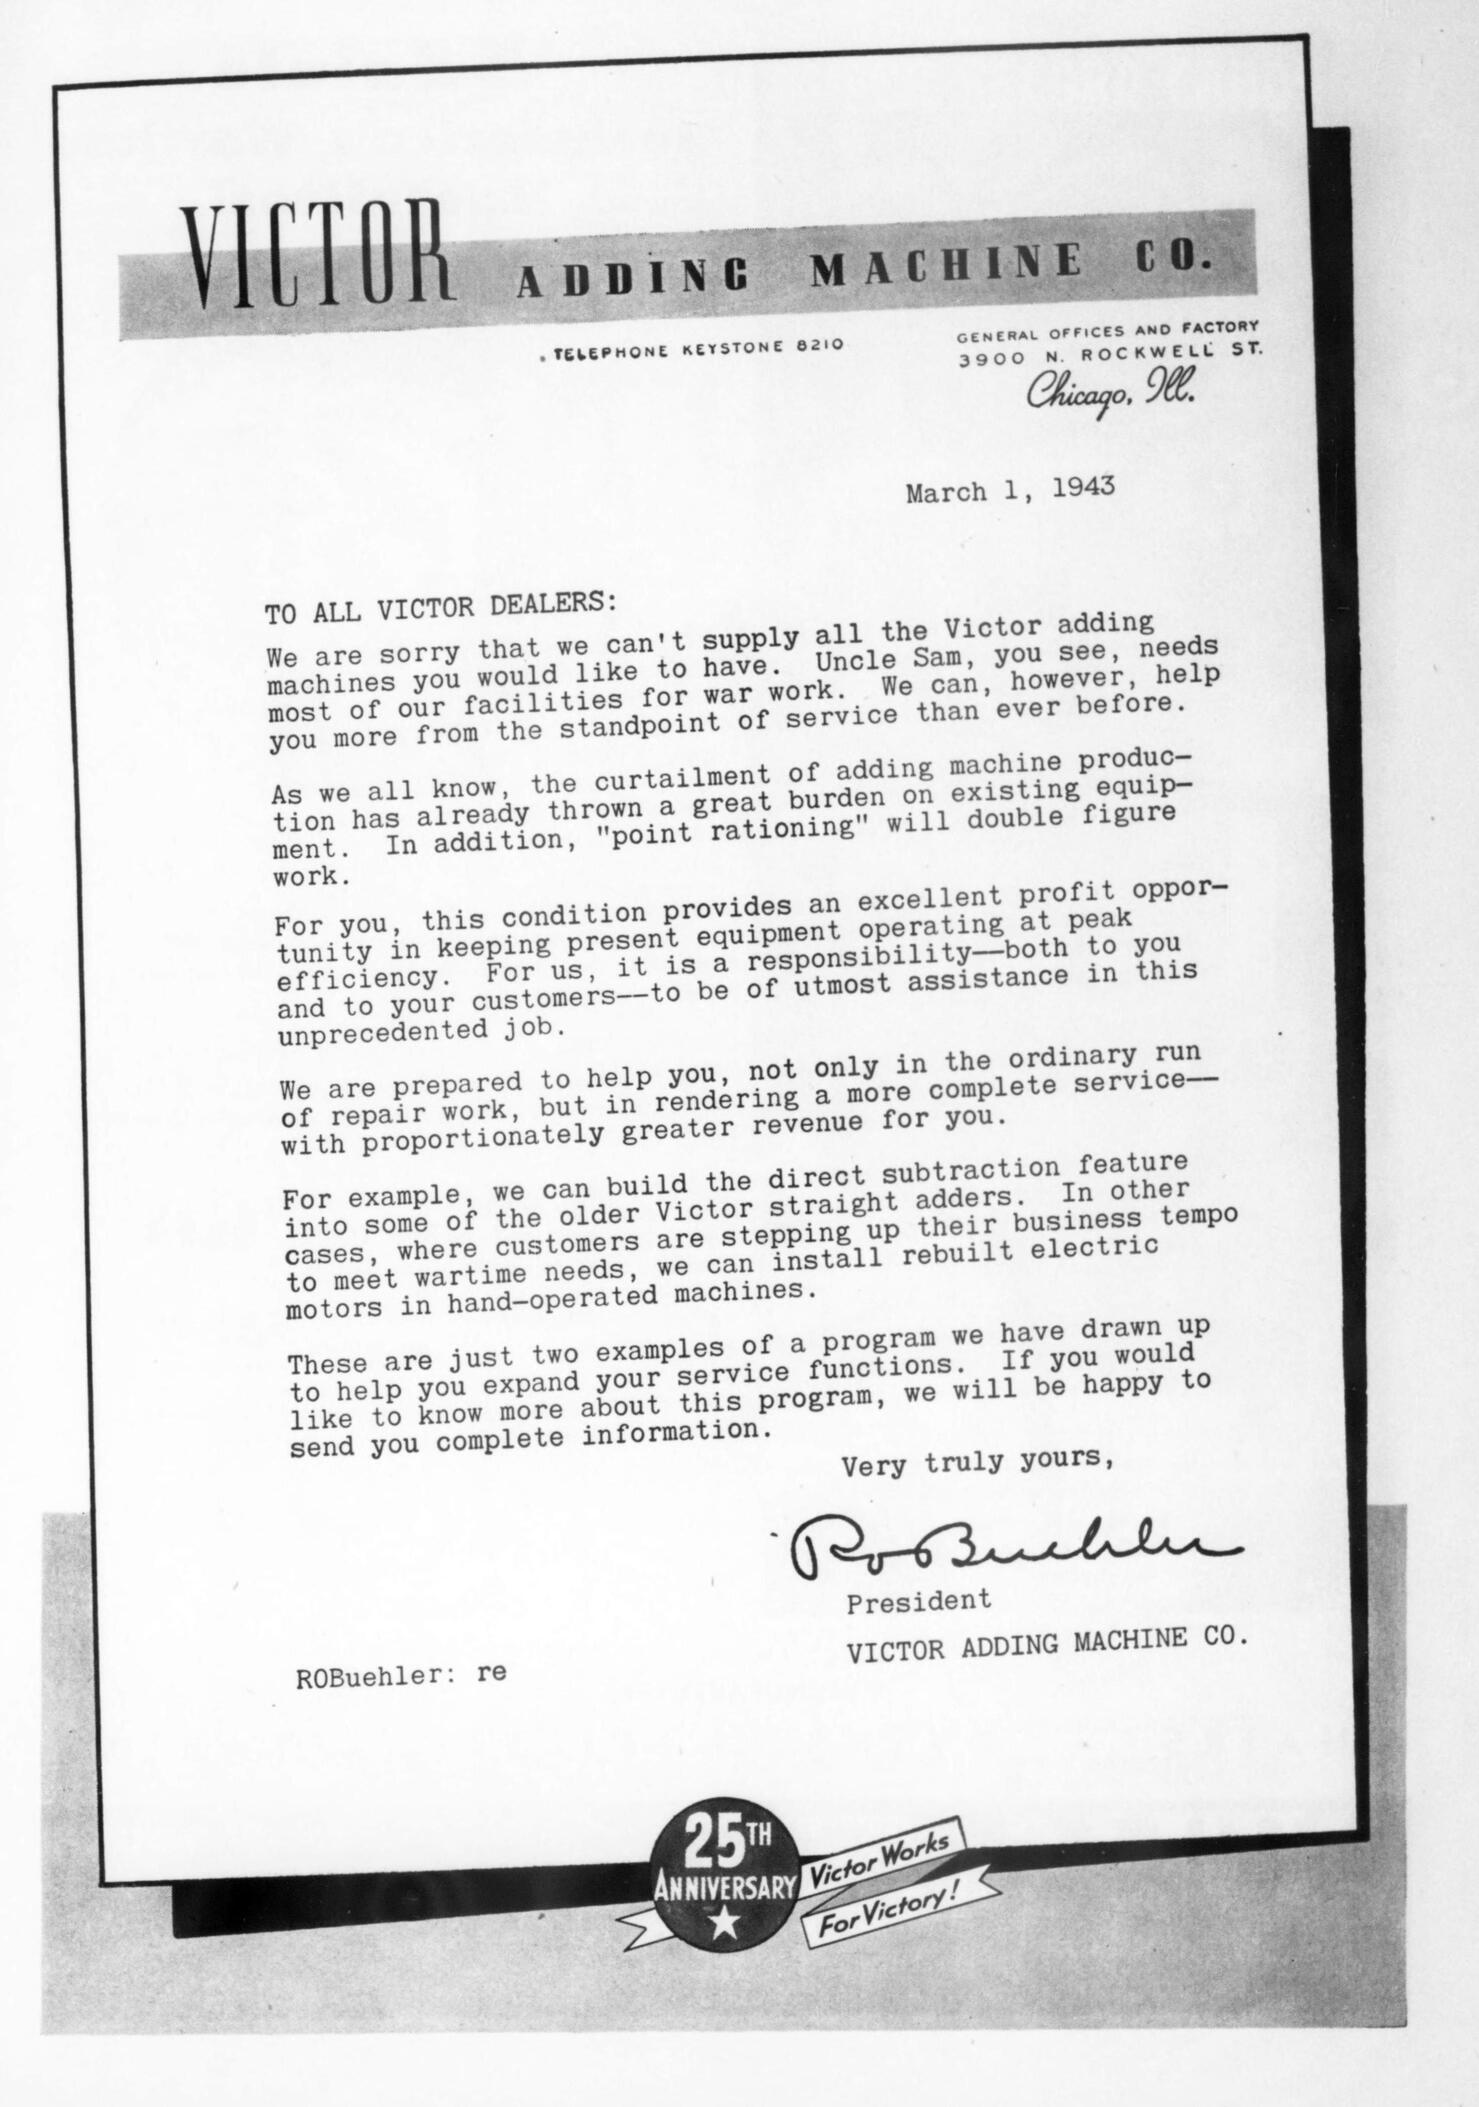 VICTOR ADDING MACHINE CO.
TELEPHONE KEYSTONE 8210
GENERAL OFFICES AND FACTORY
3900 N. ROCKWELL ST.
Chicago, Ill.
March 1, 1943
TO ALL VICTOR DEALERS:
We are sorry that we can't supply all the Victor adding
machines you would like to have. Uncle Sam, you see, needs
most of our facilities for war work. We can, however, help
you more from the standpoint of service than ever before.
As we all know, the curtailment of adding machine produc-
tion has already thrown a great burden on existing equip-
ment. In addition, "point rationing" will double figure
work.
For you, this condition provides an excellent profit oppor-
tunity in keeping present equipment operating at peak
efficiency. For us, it is a responsibility--both to you
and to your customers--to be of utmost assistance in this
unprecedented job.
We are prepared to help you, not only in the ordinary run
of repair work, but in rendering a more complete service--
with proportionately greater revenue for you.
For example, we can build the direct subtraction feature
into some of the older Victor straight adders. In other
cases, where customers are stepping up their business tempo
to meet wartime needs, we can install rebuilt electric
motors in hand-operated machines.
These are just two examples of a program we have drawn up
to help you expand your service functions. If you would
like to know more about this program, we will be happy to
send you complete information.
Very truly yours,
RO Buehler
President
VICTOR ADDING MACHINE CO.
ROBuehler: re
25TH
ANNIVERSARY
Victor Works
For Victory!